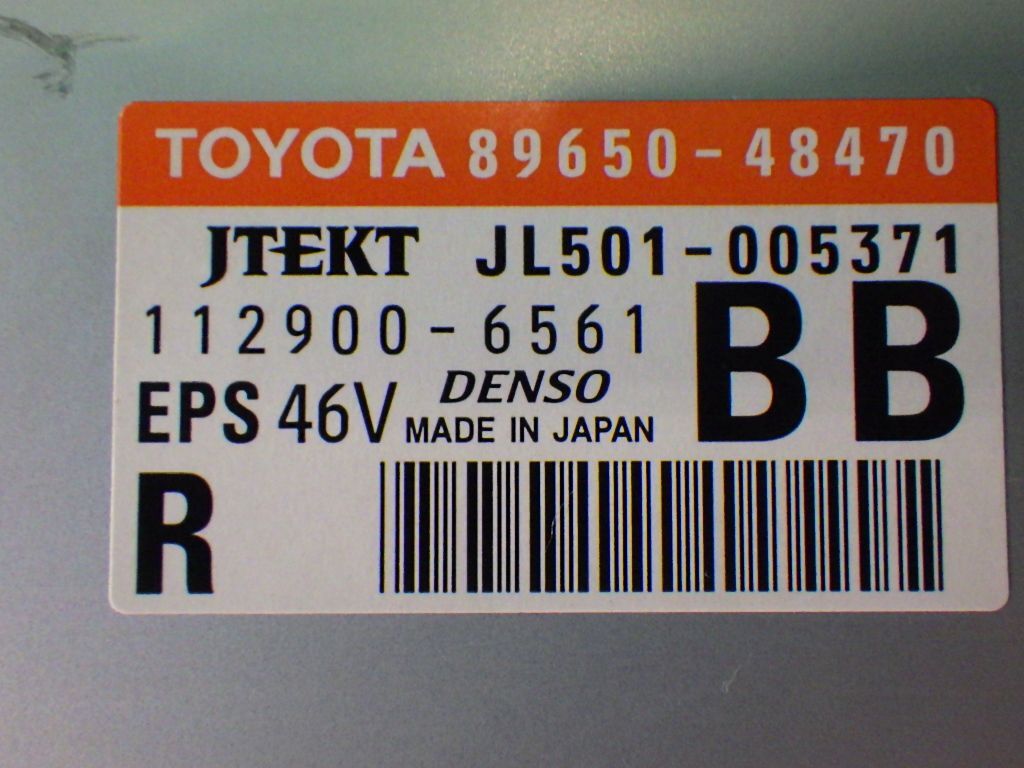 TOYOTA 89650-48470
JTEKT JL501-005371
112900-6561 BB
EPS 46V DENSO
MADE IN JAPAN
R